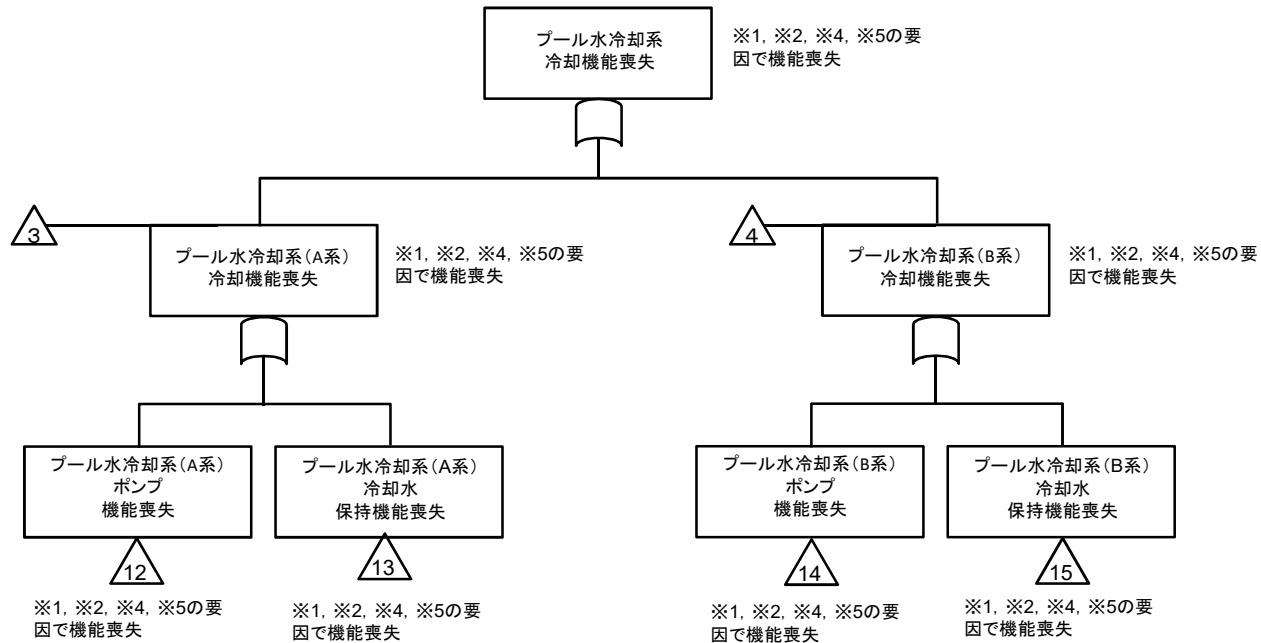 プール水冷却系
冷却機能喪失
※1, ※2, ※4, ※5の要
因で機能喪失
3
プール水冷却系(A系)
冷却機能喪失
※1, ※2, ※4, ※5の要
因で機能喪失
4
プール水冷却系(B系)
冷却機能喪失
※1, ※2, ※4, ※5の要
因で機能喪失
プール水冷却系(A系)
ポンプ
機能喪失
プール水冷却系(A系)
冷却水
保持機能喪失
プール水冷却系(B系)
ポンプ
機能喪失
プール水冷却系(B系)
冷却水
保持機能喪失
12
13
14
15
※1, ※2, ※4, ※5の要
因で機能喪失
※1, ※2, ※4, ※5の要
因で機能喪失
※1, ※2, ※4, ※5の要
因で機能喪失
※1, ※2, ※4, ※5の要
因で機能喪失